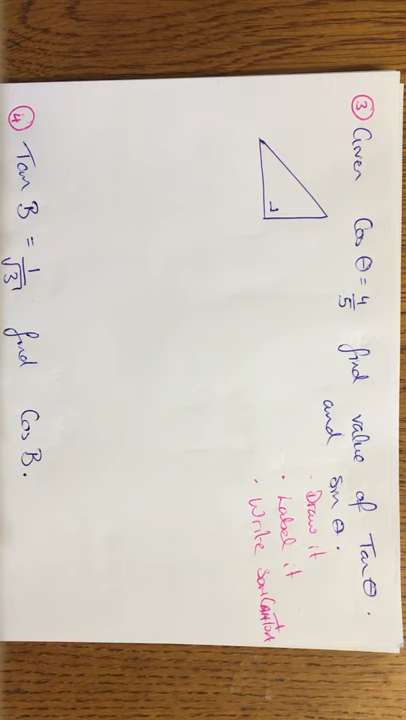 ③ Given Cos θ = 4/5 find value of Tan θ.
and Sin θ.
· Draw it
· Label it
· Write SOHCAHTOA
④ Tan B = 1/√3 find Cos B.